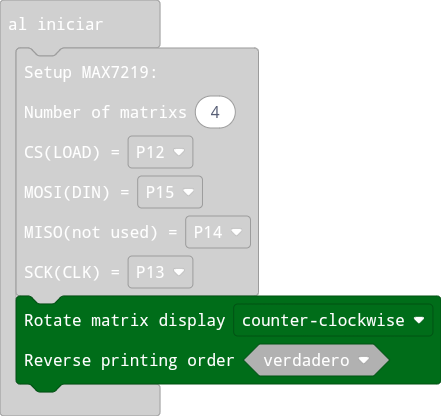 al iniciar
Setup MAX7219:
Number of matrixs 4
CS(LOAD) = P12
MOSI(DIN) = P15
MISO(not used) = P14
SCK(CLK) = P13
Rotate matrix display counter-clockwise
Reverse printing order verdadero